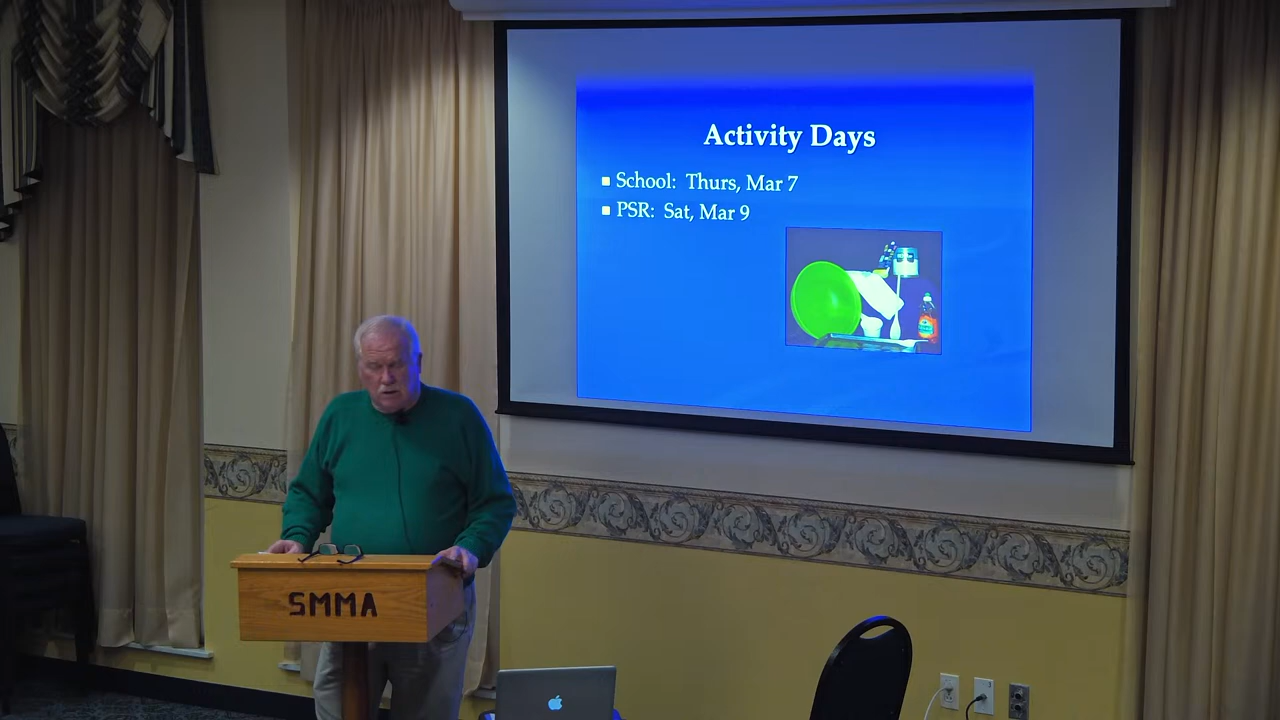 Activity Days
School: Thurs, Mar 7
PSR: Sat, Mar 9
SMMA